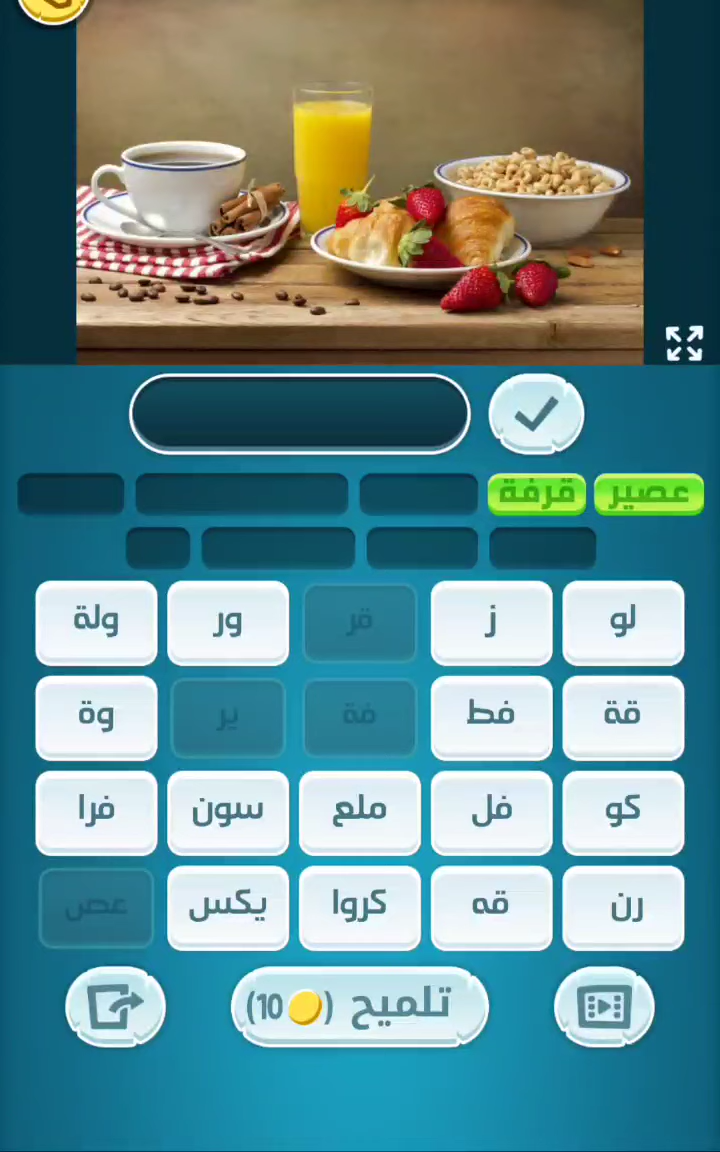 عصير قرفة
لو ز قر ور ولة
قة فط فة ير وة
كو فل ملع سون فرا
رن قه كروا يكس عص
تلميح (10)